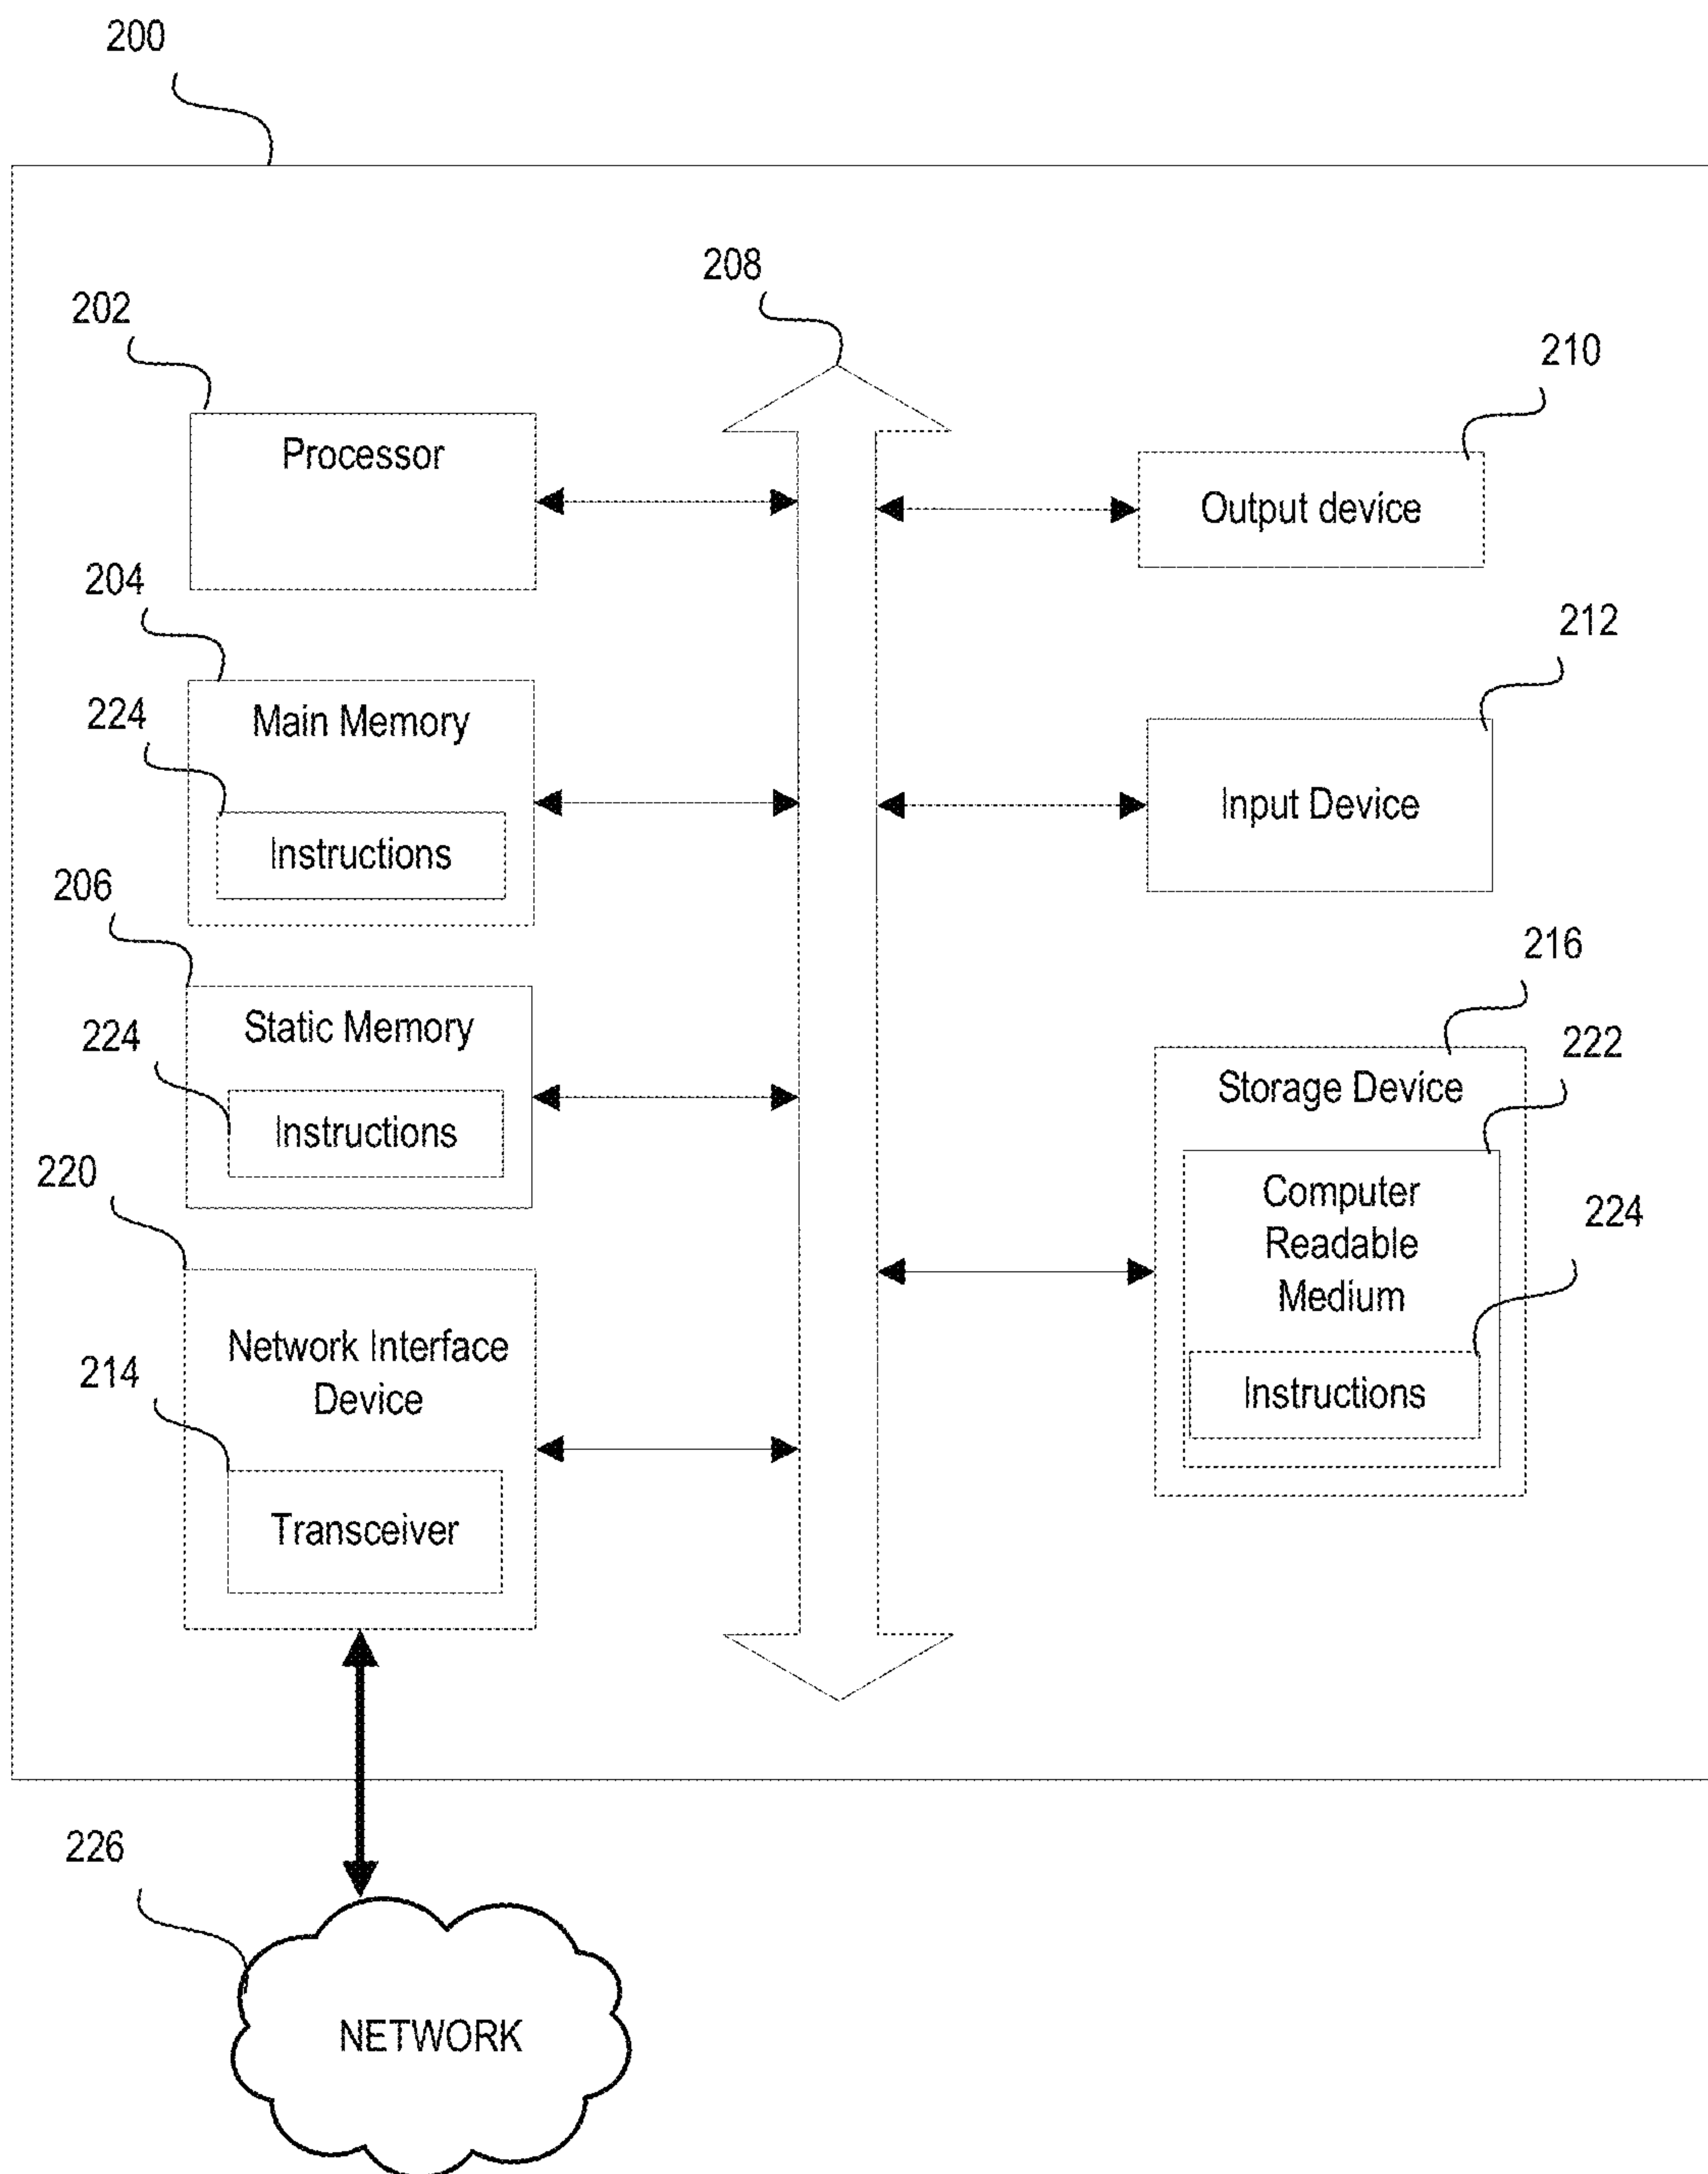 200
208
202
210
Processor
Output device
204
212
224
Main Memory
Input Device
Instructions
206
216
Static Memory
224
222
Storage Device
Instructions
220
Computer
Readable
Medium
224
Network Interface
Device
214
Instructions
Transceiver
226
NETWORK